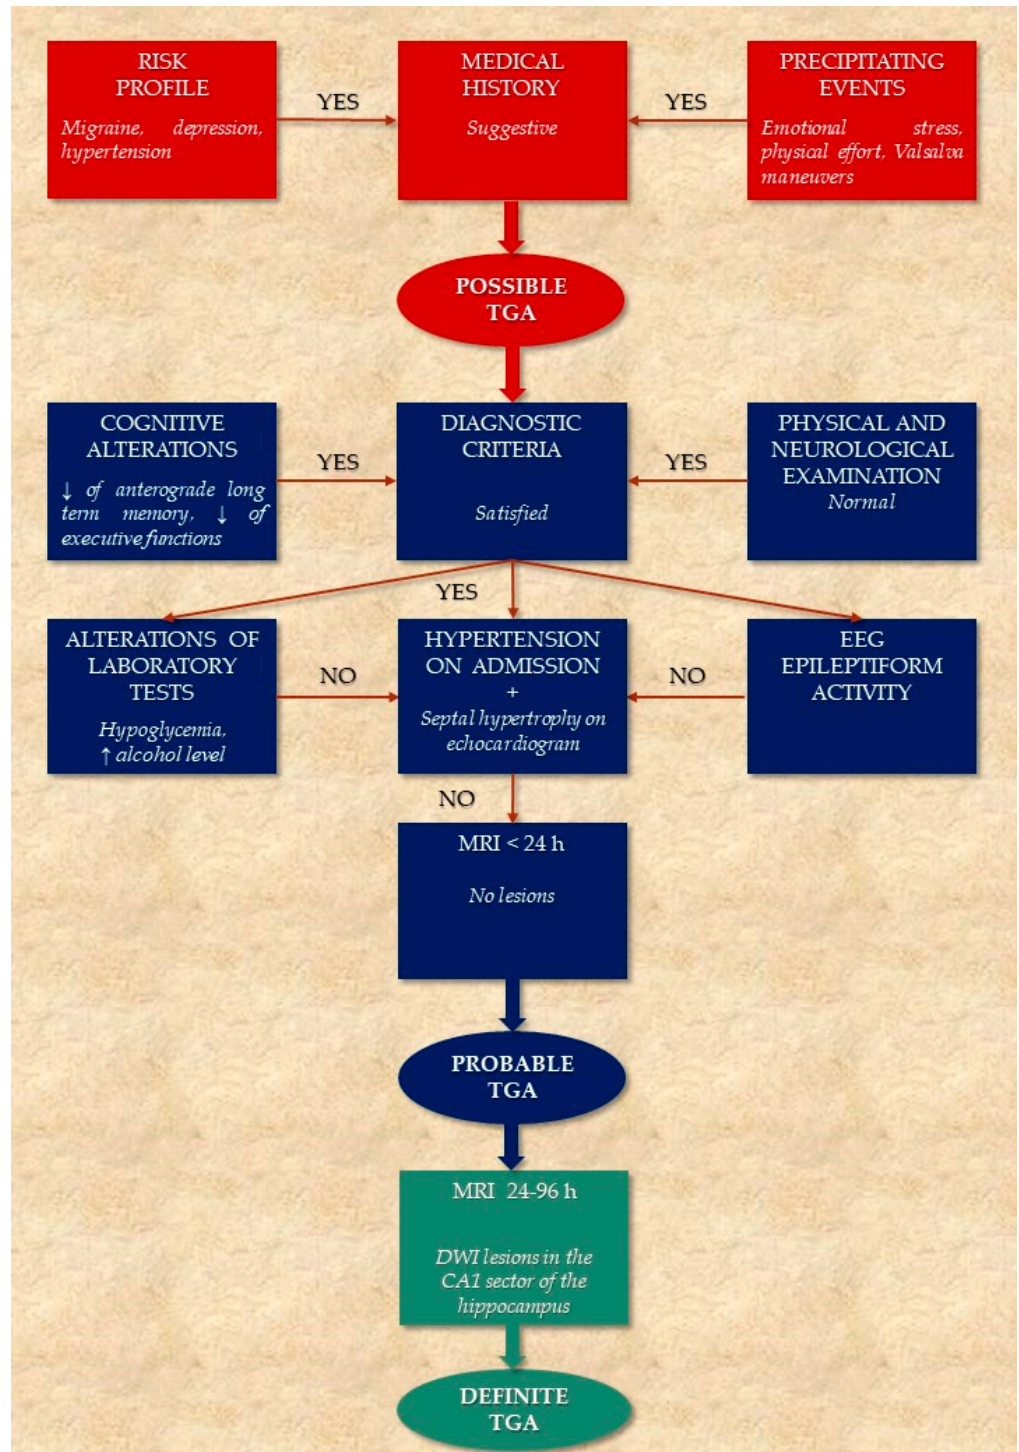 RISK
PROFILE
Migraine, depression,
hypertension
YES
MEDICAL
HISTORY
Suggestive
YES
PRECIPITATING
EVENTS
Emotional stress,
physical effort, Valsalva
maneuvers
POSSIBLE
TGA
COGNITIVE
ALTERATIONS
↓ of anterograde long
term memory, ↓ of
executive functions
YES
DIAGNOSTIC
CRITERIA
Satisfied
YES
PHYSICAL AND
NEUROLOGICAL
EXAMINATION
Normal
YES
ALTERATIONS OF
LABORATORY
TESTS
Hypoglycemia,
↑ alcohol level
NO
HYPERTENSION
ON ADMISSION
+
Septal hypertrophy on
echocardiogram
NO
EEG
EPILEPTIFORM
ACTIVITY
NO
MRI < 24 h
No lesions
PROBABLE
TGA
MRI 24-96 h
DWI lesions in the
CA1 sector of the
hippocampus
DEFINITE
TGA